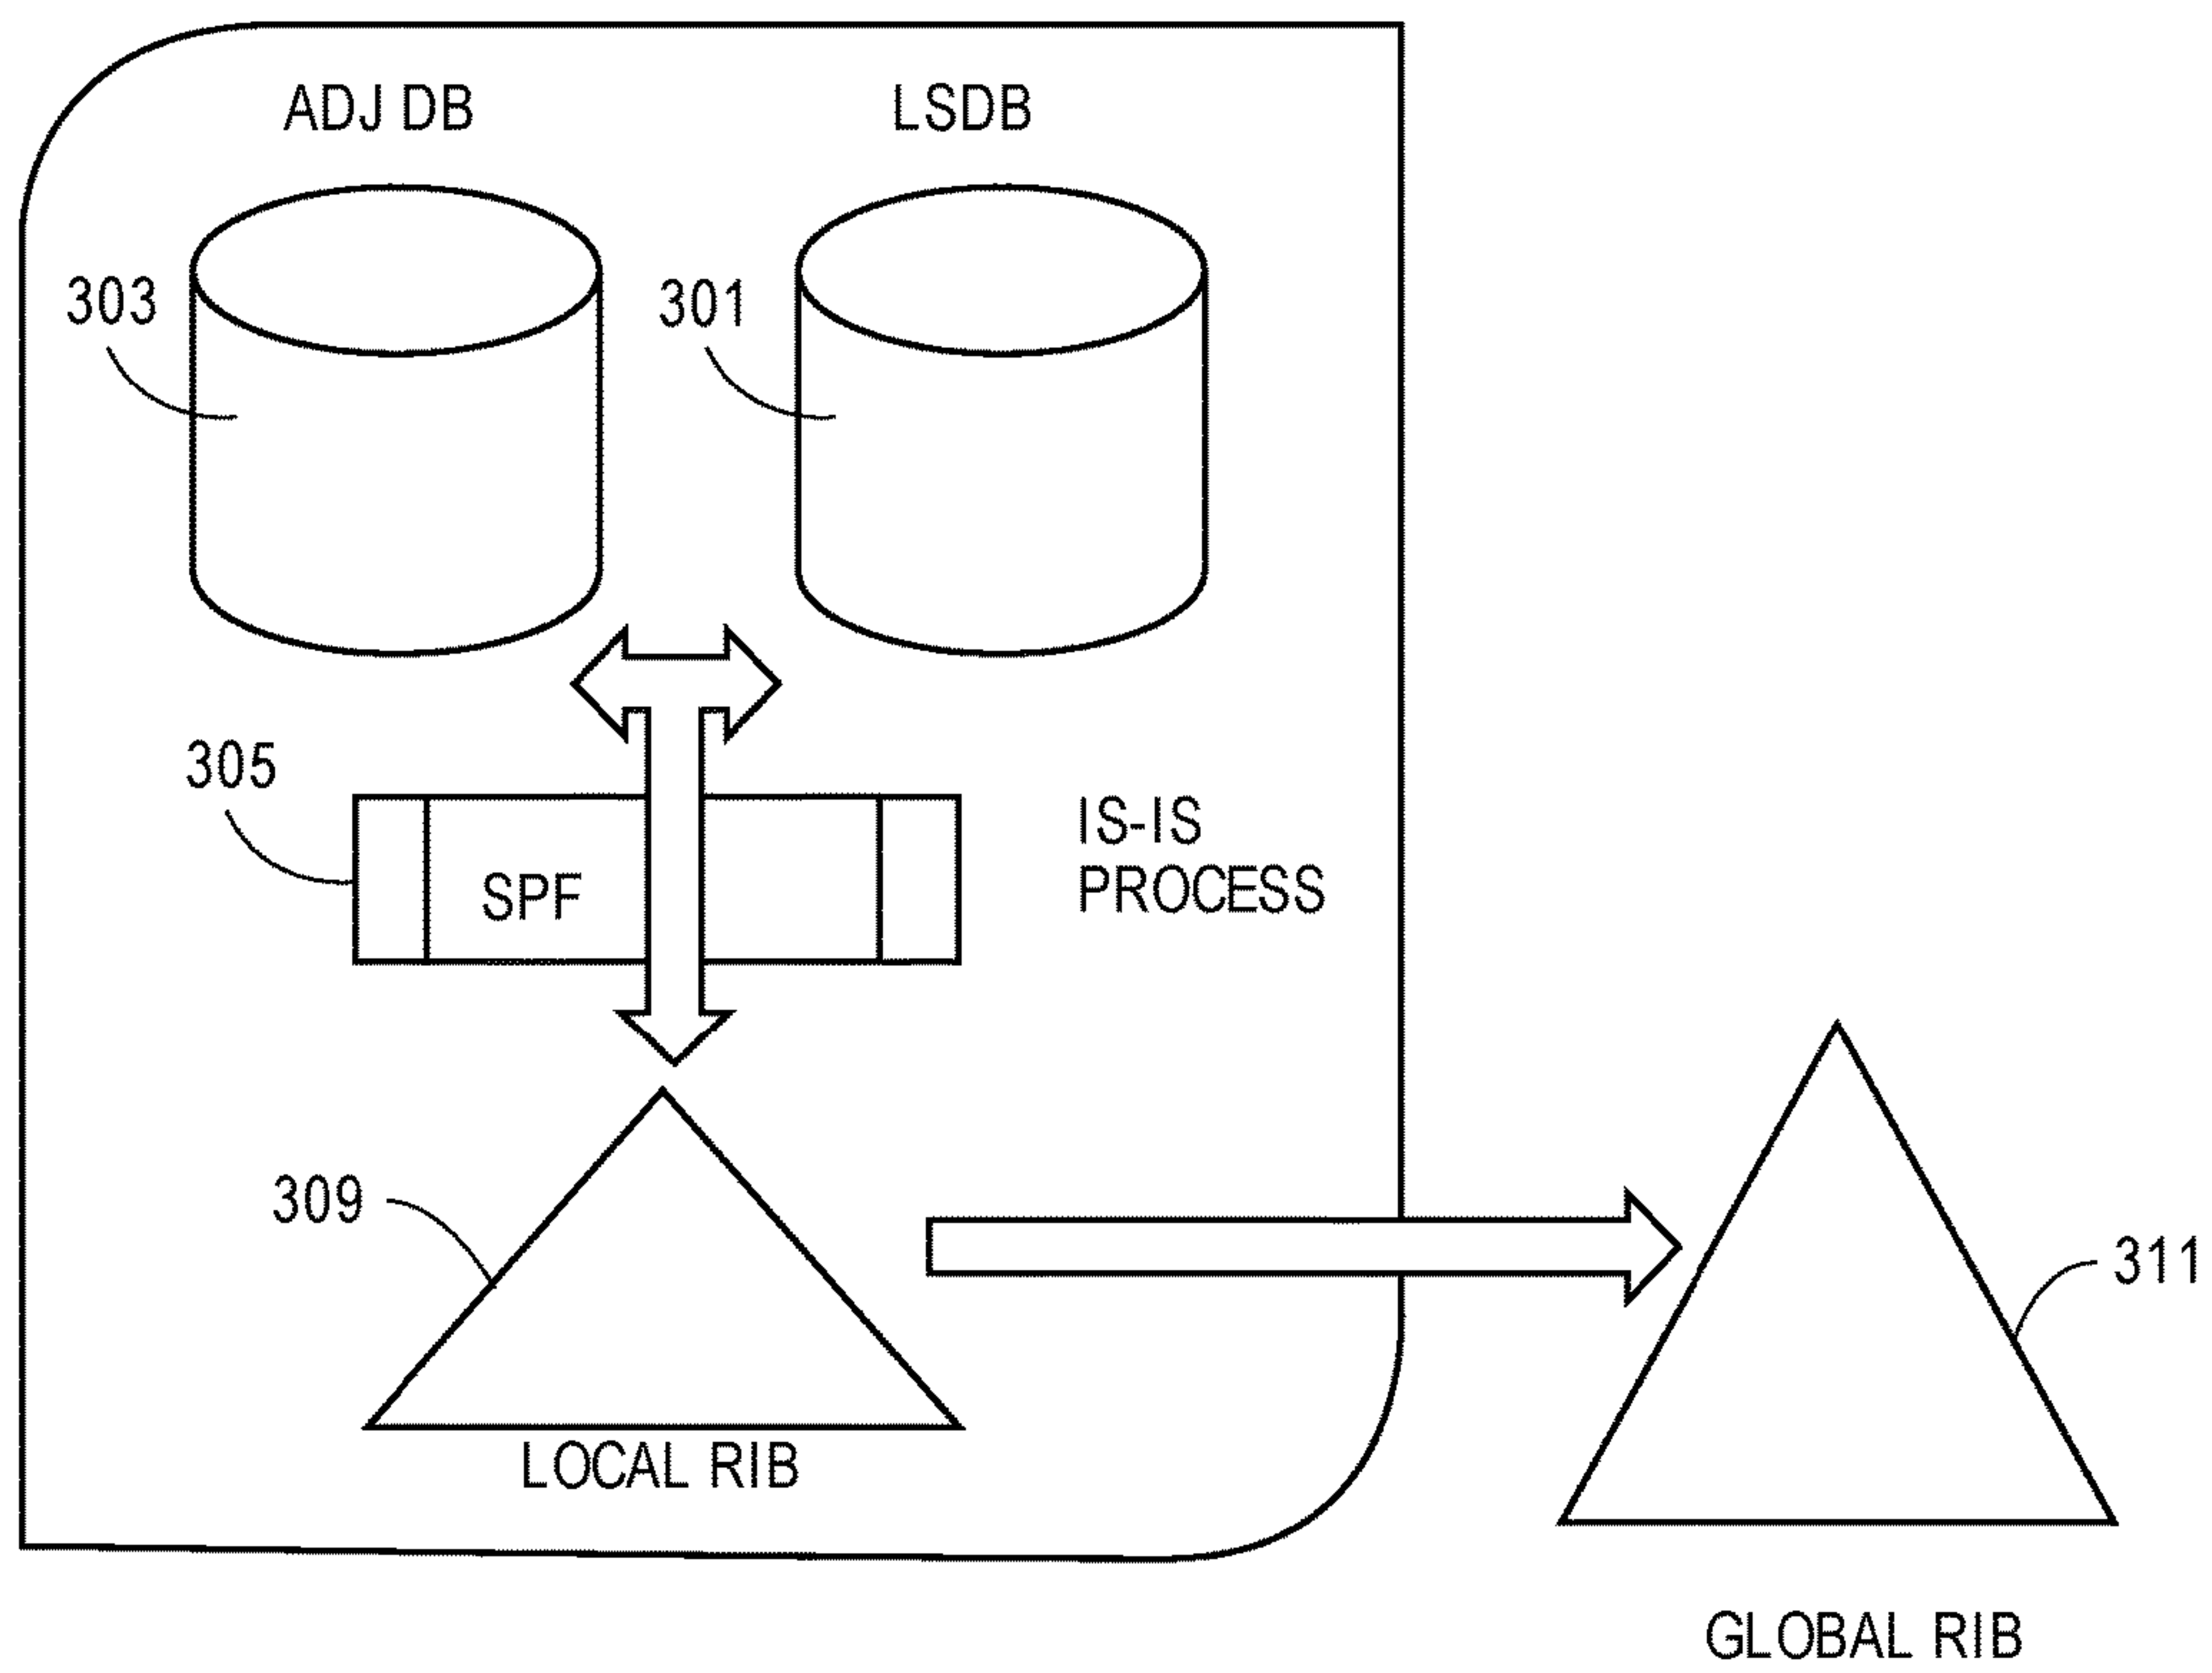 ADJ DB
LSDB
303
301
305
SPF
IS-IS
PROCESS
309
311
LOCAL RIB
GLOBAL RIB